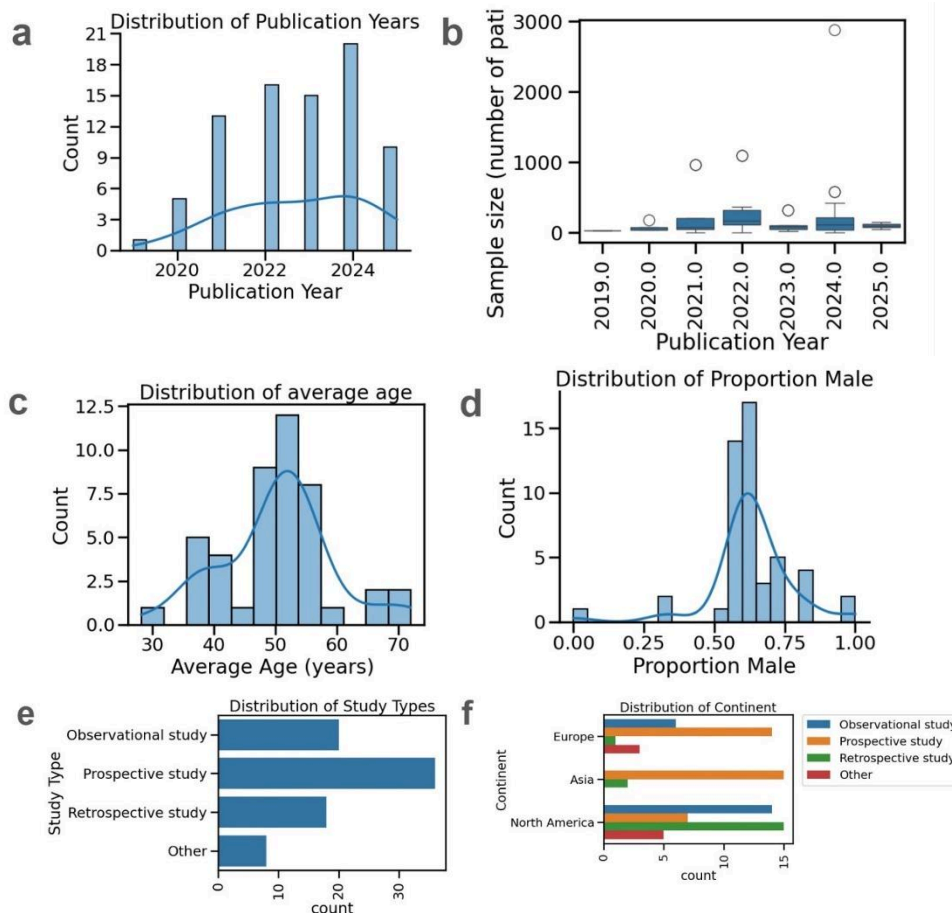 a
Distribution of Publication Years
21
18
15
12
9
6
3
0
Count
2020
2022
2024
Publication Year
b
3000
2000
1000
0
Sample size (number of pati
2019.0
2020.0
2021.0
2022.0
2023.0
2024.0
2025.0
Publication Year
c
Distribution of average age
12.5
10.0
7.5
5.0
2.5
0.0
Count
30
40
50
60
70
Average Age (years)
d
Distribution of Proportion Male
15
10
5
0
Count
0.00
0.25
0.50
0.75
1.00
Proportion Male
e
Distribution of Study Types
Study Type
Observational study
Prospective study
Retrospective study
Other
0
10
20
30
count
f
Distribution of Continent
Continent
Europe
Asia
North America
0
5
10
15
count
Observational study
Prospective study
Retrospective study
Other